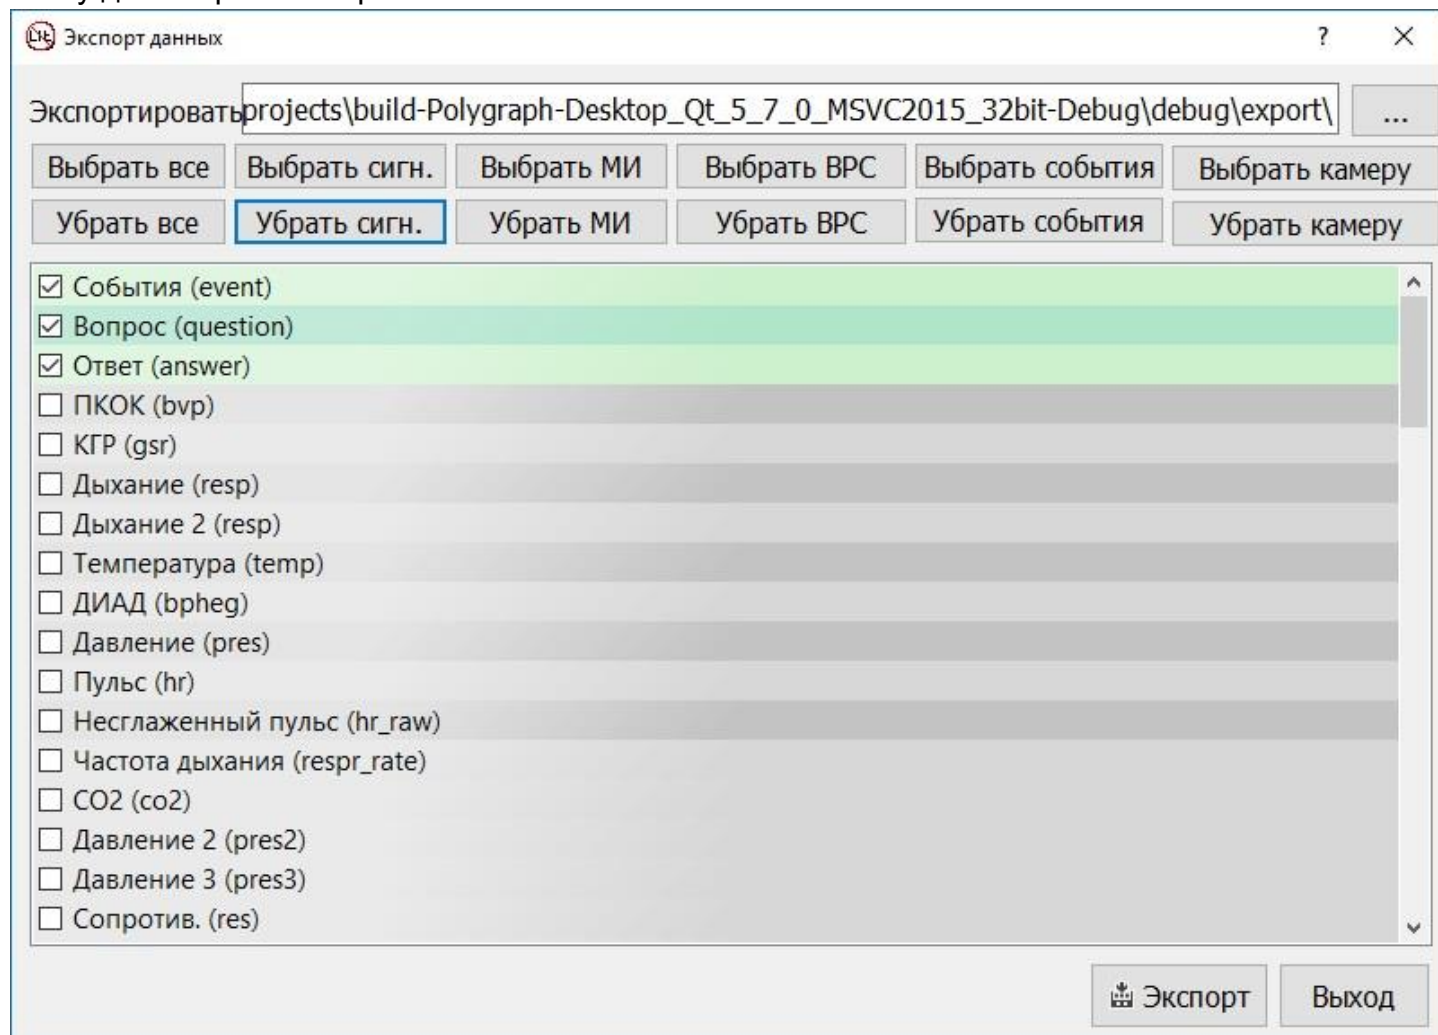 Экспорт данных ?
Экспортировать projects\build-Polygraph-Desktop_Qt_5_7_0_MSVC2015_32bit-Debug\debug\export\ ...
Выбрать все Выбрать сигн. Выбрать МИ Выбрать ВРС Выбрать события Выбрать камеру
Убрать все Убрать сигн. Убрать МИ Убрать ВРС Убрать события Убрать камеру
События (event)
Вопрос (question)
Ответ (answer)
ПКОК (bvp)
КГР (gsr)
Дыхание (resp)
Дыхание 2 (resp)
Температура (temp)
ДИАД (bpheg)
Давление (pres)
Пульс (hr)
Несглаженный пульс (hr_raw)
Частота дыхания (respr_rate)
CO2 (co2)
Давление 2 (pres2)
Давление 3 (pres3)
Сопротив. (res)
Экспорт Выход